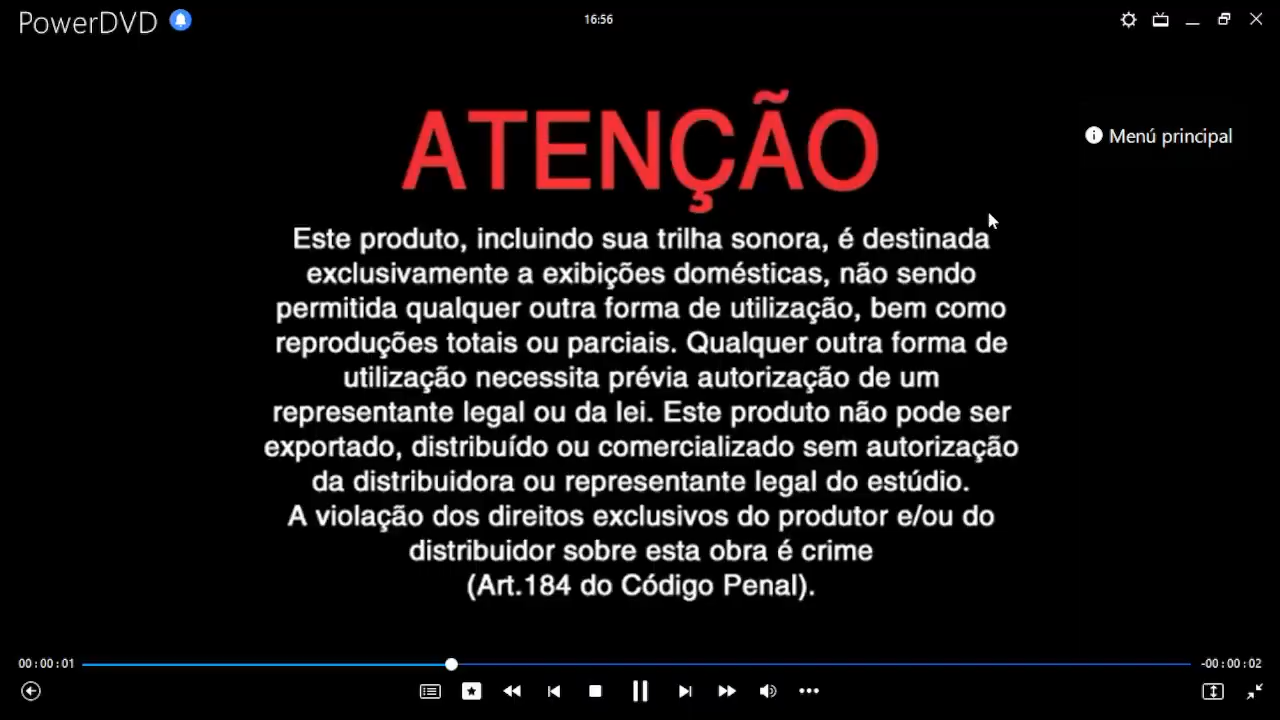 PowerDVD
16:56
ATENÇÃO
Menú principal
Este produto, incluindo sua trilha sonora, é destinada
exclusivamente a exibições domésticas, não sendo
permitida qualquer outra forma de utilização, bem como
reproduções totais ou parciais. Qualquer outra forma de
utilização necessita prévia autorização de um
representante legal ou da lei. Este produto não pode ser
exportado, distribuído ou comercializado sem autorização
da distribuidora ou representante legal do estúdio.
A violação dos direitos exclusivos do produtor e/ou do
distribuidor sobre esta obra é crime
(Art.184 do Código Penal).
00:00:01
-00:00:02